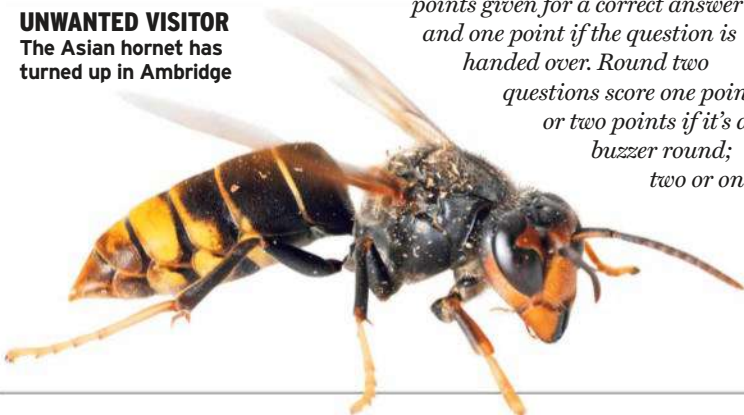 UNWANTED VISITOR
The Asian hornet has
turned up in Ambridge
points given for a correct answer
and one point if the question is
handed over. Round two
questions score one
or two points if it's
buzzer round;
two or